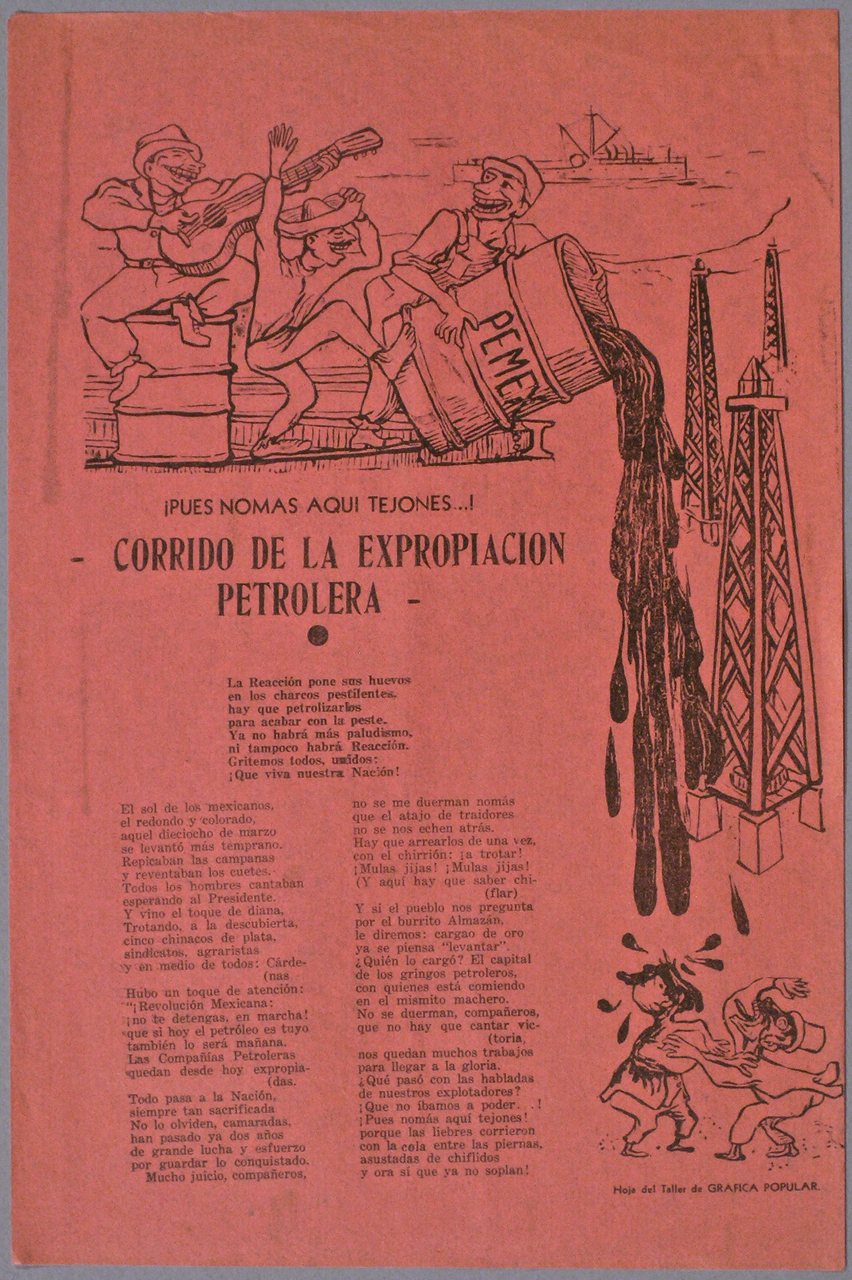 PEMEX
¡PUES NOMAS AQUI TEJONES...!
- CORRIDO DE LA EXPROPIACION
PETROLERA -
La Reacción pone sus huevos
en los charcos pestilentes.
hay que petrolizarlos
para acabar con la peste.
Ya no habrá más paludismo,
ni tampoco habrá Reacción.
Gritemos todos, unidos:
¡Que viva nuestra Nación!
El sol de los mexicanos,
el redondo y colorado,
aquel dieciocho de marzo
se levantó más temprano.
Repicaban las campanas
y reventaban los cuetes.
Todos los hombres cantaban
esperando al Presidente.
Y vino el toque de diana,
Trotando, a la descubierta,
cinco chinacos de plata,
sindicatos, agraristas
y en medio de todos: Cárde-
(nas
Hubo un toque de atención:
"¡Revolución Mexicana:
¡no te detengas, en marcha!
que si hoy el petróleo es tuyo
también lo será mañana.
Las Compañías Petroleras
quedan desde hoy expropia-
(das.
Todo pasa a la Nación,
siempre tan sacrificada
No lo olviden, camaradas,
han pasado ya dos años
de grande lucha y esfuerzo
por guardar lo conquistado.
Mucho juicio, compañeros,
no se me duerman nomás
que el atajo de traidores
no se nos echen atrás.
Hay que arrearlos de una vez,
con el chirrión: ¡a trotar!
¡Mulas jijas! ¡Mulas jijas!
(Y aquí hay que saber chi-
(flar)
Y si el pueblo nos pregunta
por el burrito Almazán,
le diremos: cargao de oro
ya se piensa "levantar".
¿Quién lo cargó? El capital
de los gringos petroleros,
con quienes está comiendo
en el mismito machero.
No se duerman, compañeros,
que no hay que cantar vic-
(toria,
nos quedan muchos trabajos
para llegar a la gloria.
¿Qué pasó con las habladas
de nuestros explotadores?
¡Que no ibamos a poder...!
¡Pues nomás aquí tejones!
porque las liebres corrieron
con la cola entre las piernas,
asustadas de chiflidos
y ora sí que ya no soplan!
Hoja del Taller de GRAFICA POPULAR.